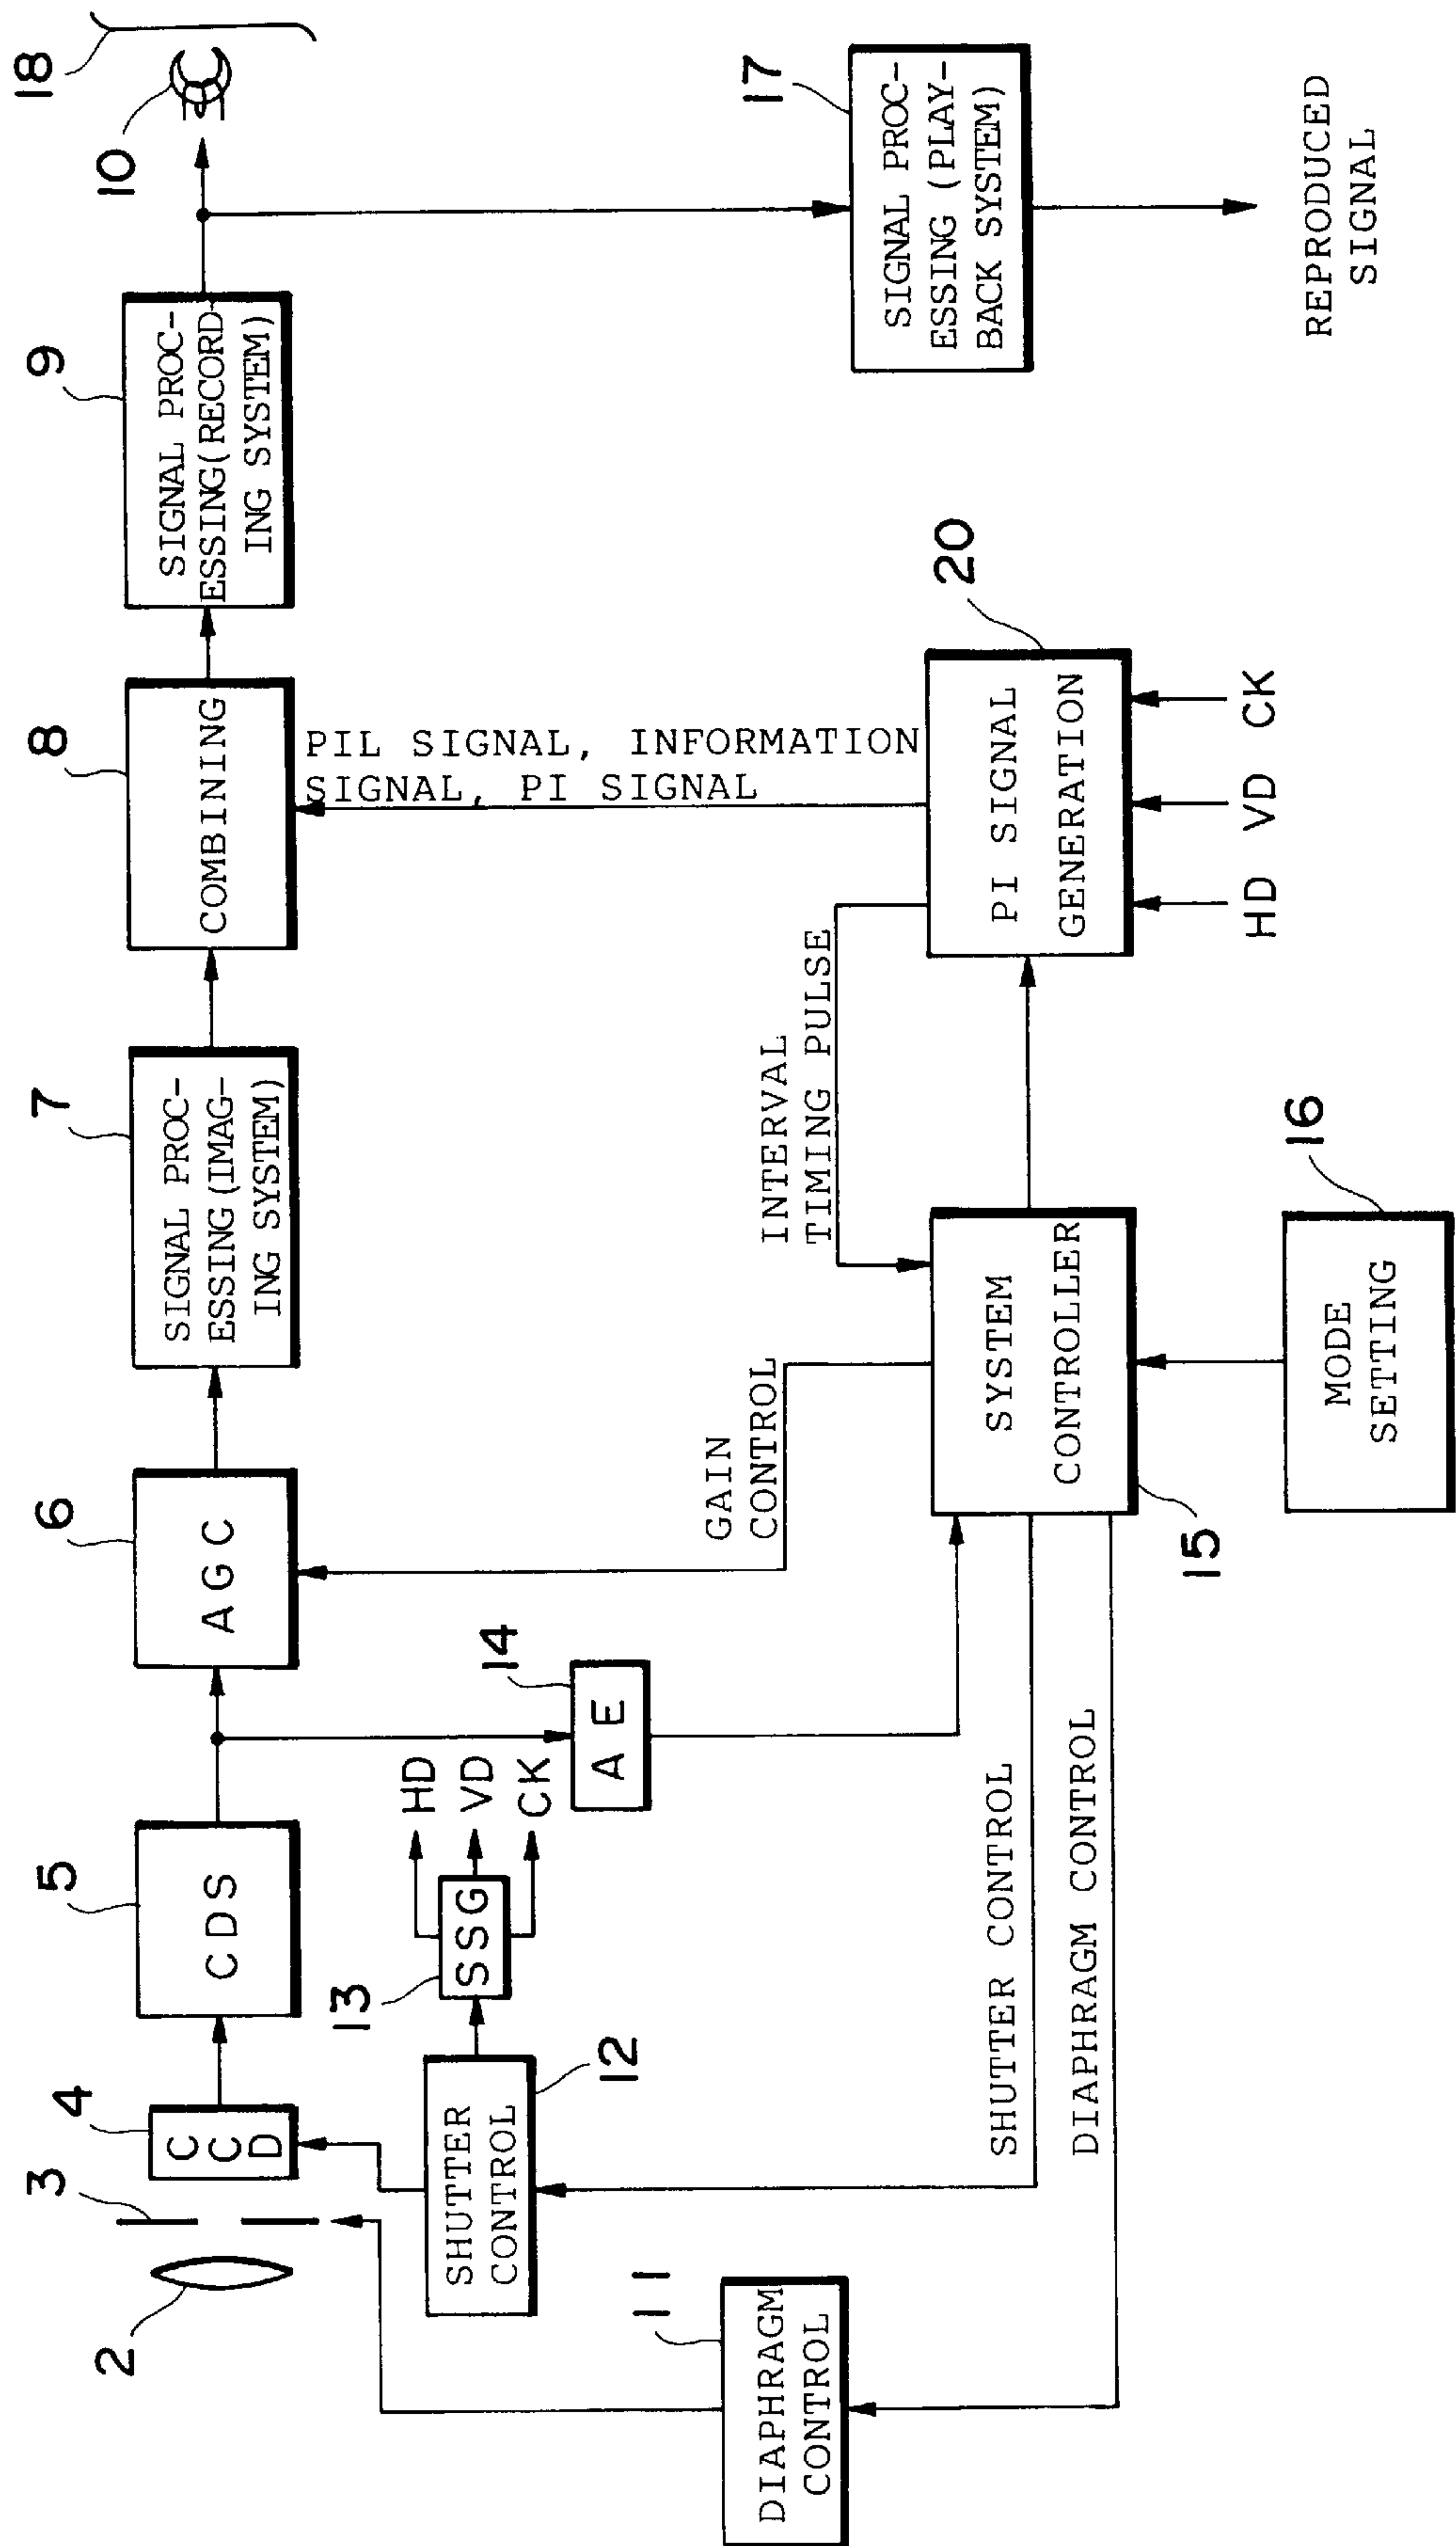 18
10
9
SIGNAL PROC-
ESSING(RECORD-
ING SYSTEM)
8
COMBINING
7
SIGNAL PROC-
ESSING(IMAG-
ING SYSTEM)
6
AGC
5
CDS
4
CCD
3
2
17
SIGNAL PROC-
ESSING (PLAY-
BACK SYSTEM)
REPRODUCED
SIGNAL
PIL SIGNAL, INFORMATION
SIGNAL, PI SIGNAL
20
PI SIGNAL
GENERATION
HD VD CK
INTERVAL
TIMING PULSE
GAIN
CONTROL
14
AE
HD
VD
CK
13
SSG
12
SHUTTER
CONTROL
11
DIAPHRAGM
CONTROL
SHUTTER CONTROL
DIAPHRAGM CONTROL
SYSTEM
CONTROLLER
15
16
MODE
SETTING